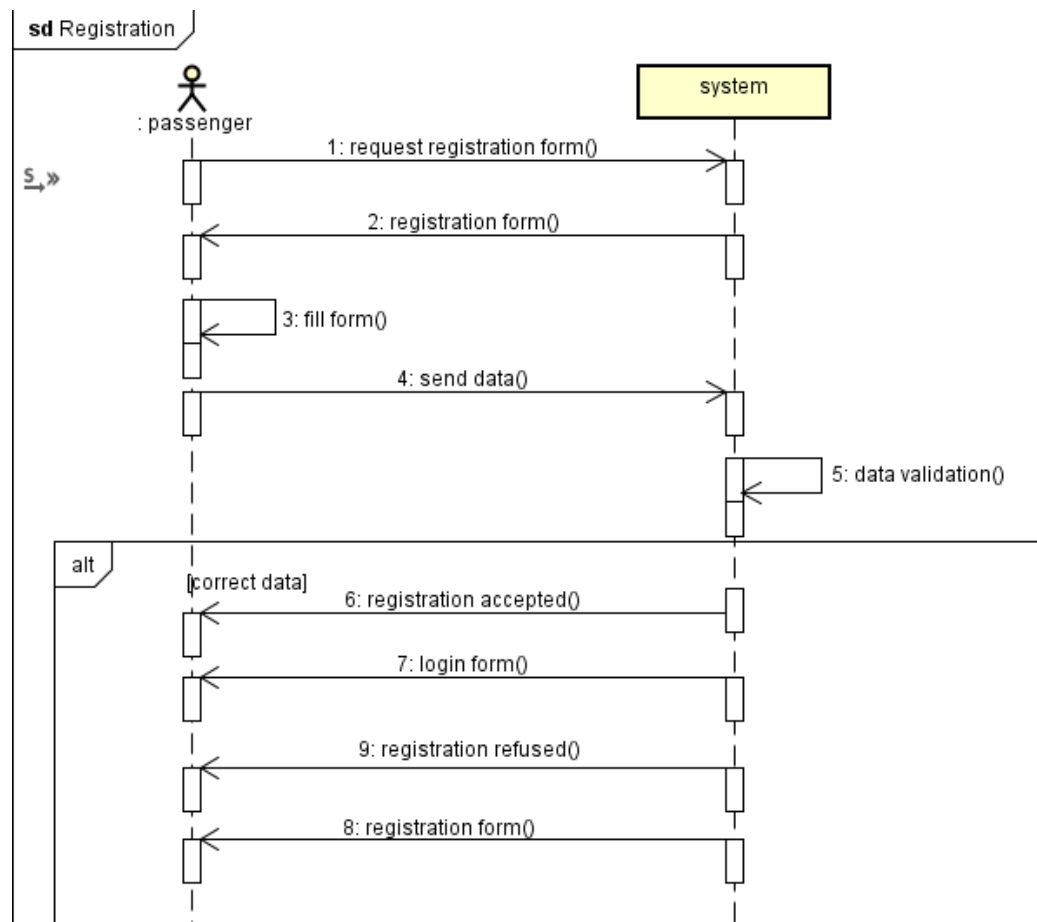 sd Registration
: passenger
system
1: request registration form()
S
2: registration form()
3: fill form()
4: send data()
5: data validation()
alt
[correct data]
6: registration accepted()
7: login form()
9: registration refused()
8: registration form()